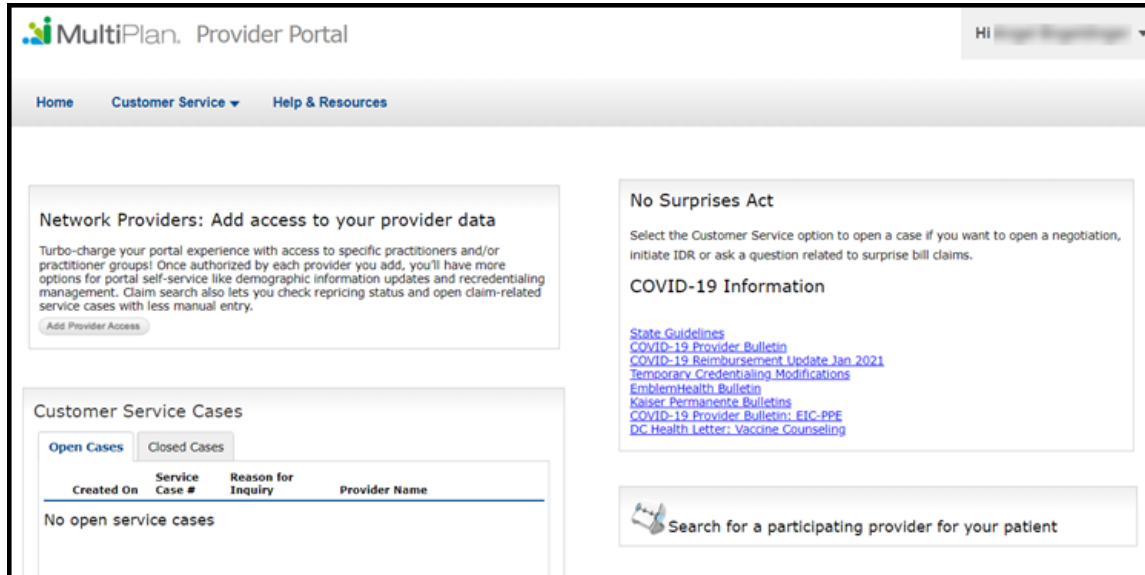 MultiPlan. Provider Portal
Hi
Home Customer Service Help & Resources
Network Providers: Add access to your provider data
Turbo-charge your portal experience with access to specific practitioners and/or
practitioner groups! Once authorized by each provider you add, you'll have more
options for portal self-service like demographic information updates and recredentialing
management. Claim search also lets you check repricing status and open claim-related
service cases with less manual entry.
Add Provider Access
Customer Service Cases
Open Cases Closed Cases
Created On Service Case # Reason for Inquiry Provider Name
No open service cases
No Surprises Act
Select the Customer Service option to open a case if you want to open a negotiation,
initiate IDR or ask a question related to surprise bill claims.
COVID-19 Information
State Guidelines
COVID-19 Provider Bulletin
COVID-19 Reimbursement Update Jan 2021
Temporary Credentialing Modifications
EmblemHealth Bulletin
Kaiser Permanente Bulletins
COVID-19 Provider Bulletin: EIC-PPE
DC Health Letter: Vaccine Counseling
Search for a participating provider for your patient